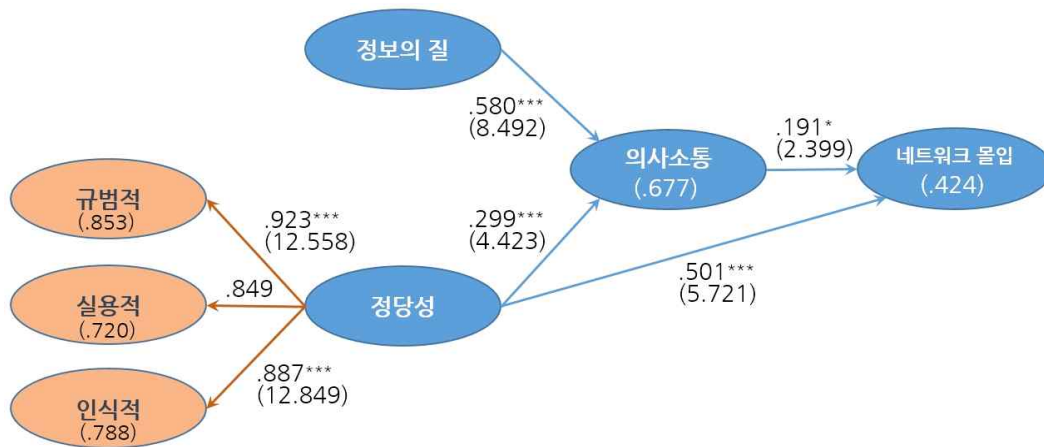 정보의 질
.580***
(8.492)
의사소통
(.677)
.191*
(2.399)
네트워크 몰입
(.424)
규범적
(.853)
.923***
(12.558)
.299***
(4.423)
.501***
(5.721)
실용적
(.720)
.849
정당성
.887***
(12.849)
인식적
(.788)